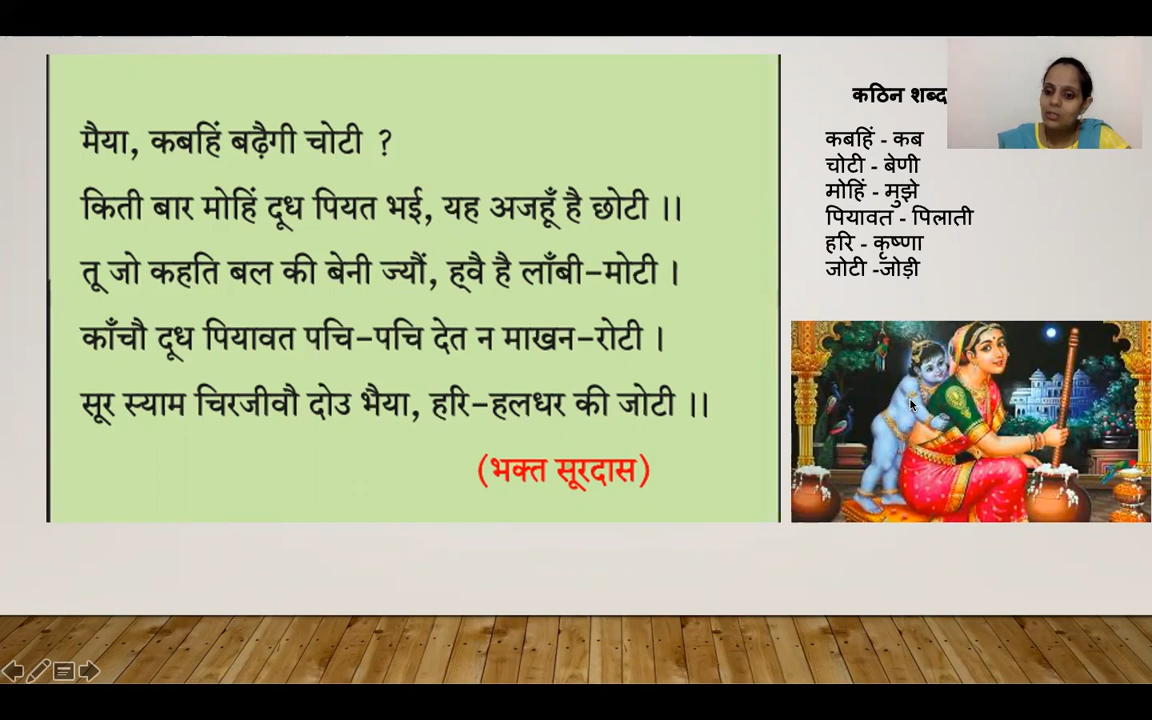 मैया, कबहिं बढ़ैगी चोटी ?
किती बार मोहिं दूध पियत भई, यह अजहूँ है छोटी ।।
तू जो कहति बल की बेनी ज्यौं, ह्वै है लाँबी-मोटी ।
काँचौ दूध पियावत पचि-पचि देत न माखन-रोटी ।
सूर स्याम चिरजीवौ दोउ भैया, हरि-हलधर की जोटी ।।
(भक्त सूरदास)
कठिन शब्द
कबहिं - कब
चोटी - बेणी
मोहिं - मुझे
पियावत - पिलाती
हरि - कृष्णा
जोटी -जोड़ी